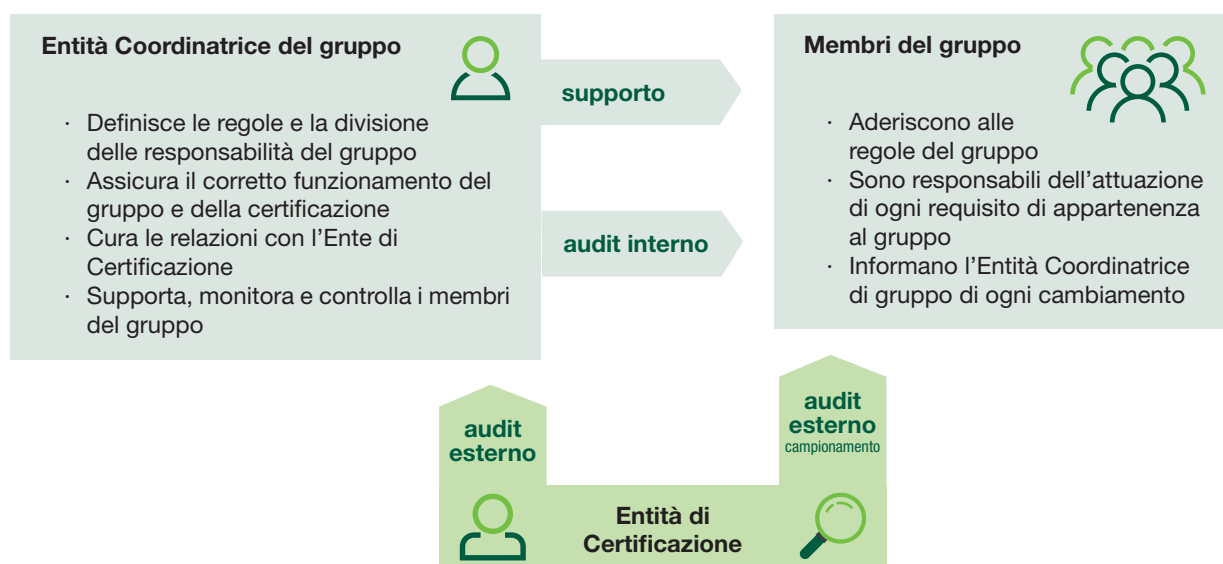 Entità Coordinatrice del gruppo
· Definisce le regole e la divisione
delle responsabilità del gruppo
· Assicura il corretto funzionamento del
gruppo e della certificazione
· Cura le relazioni con l’Ente di
Certificazione
· Supporta, monitora e controlla i membri
del gruppo
supporto
audit interno
Membri del gruppo
· Aderiscono alle
regole del gruppo
· Sono responsabili dell’attuazione
di ogni requisito di appartenenza
al gruppo
· Informano l’Entità Coordinatrice
di gruppo di ogni cambiamento
audit
esterno
audit
esterno
campionamento
Entità di
Certificazione